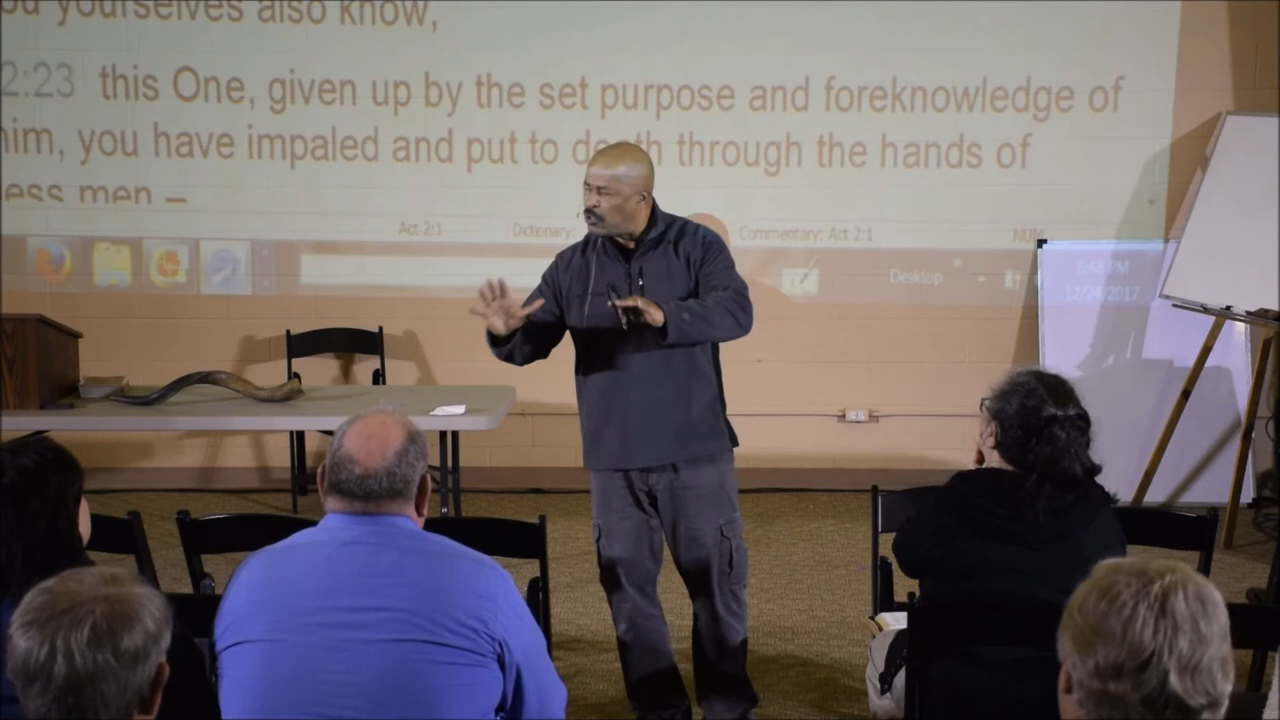 yourselves also know,
2:23 this One, given up by the set purpose and foreknowledge of
him, you have impaled and put to death through the hands of
men –
Act 2:1 Dictionary: Commentary: Act 2:1 NUM
Desktop
12/24/2017